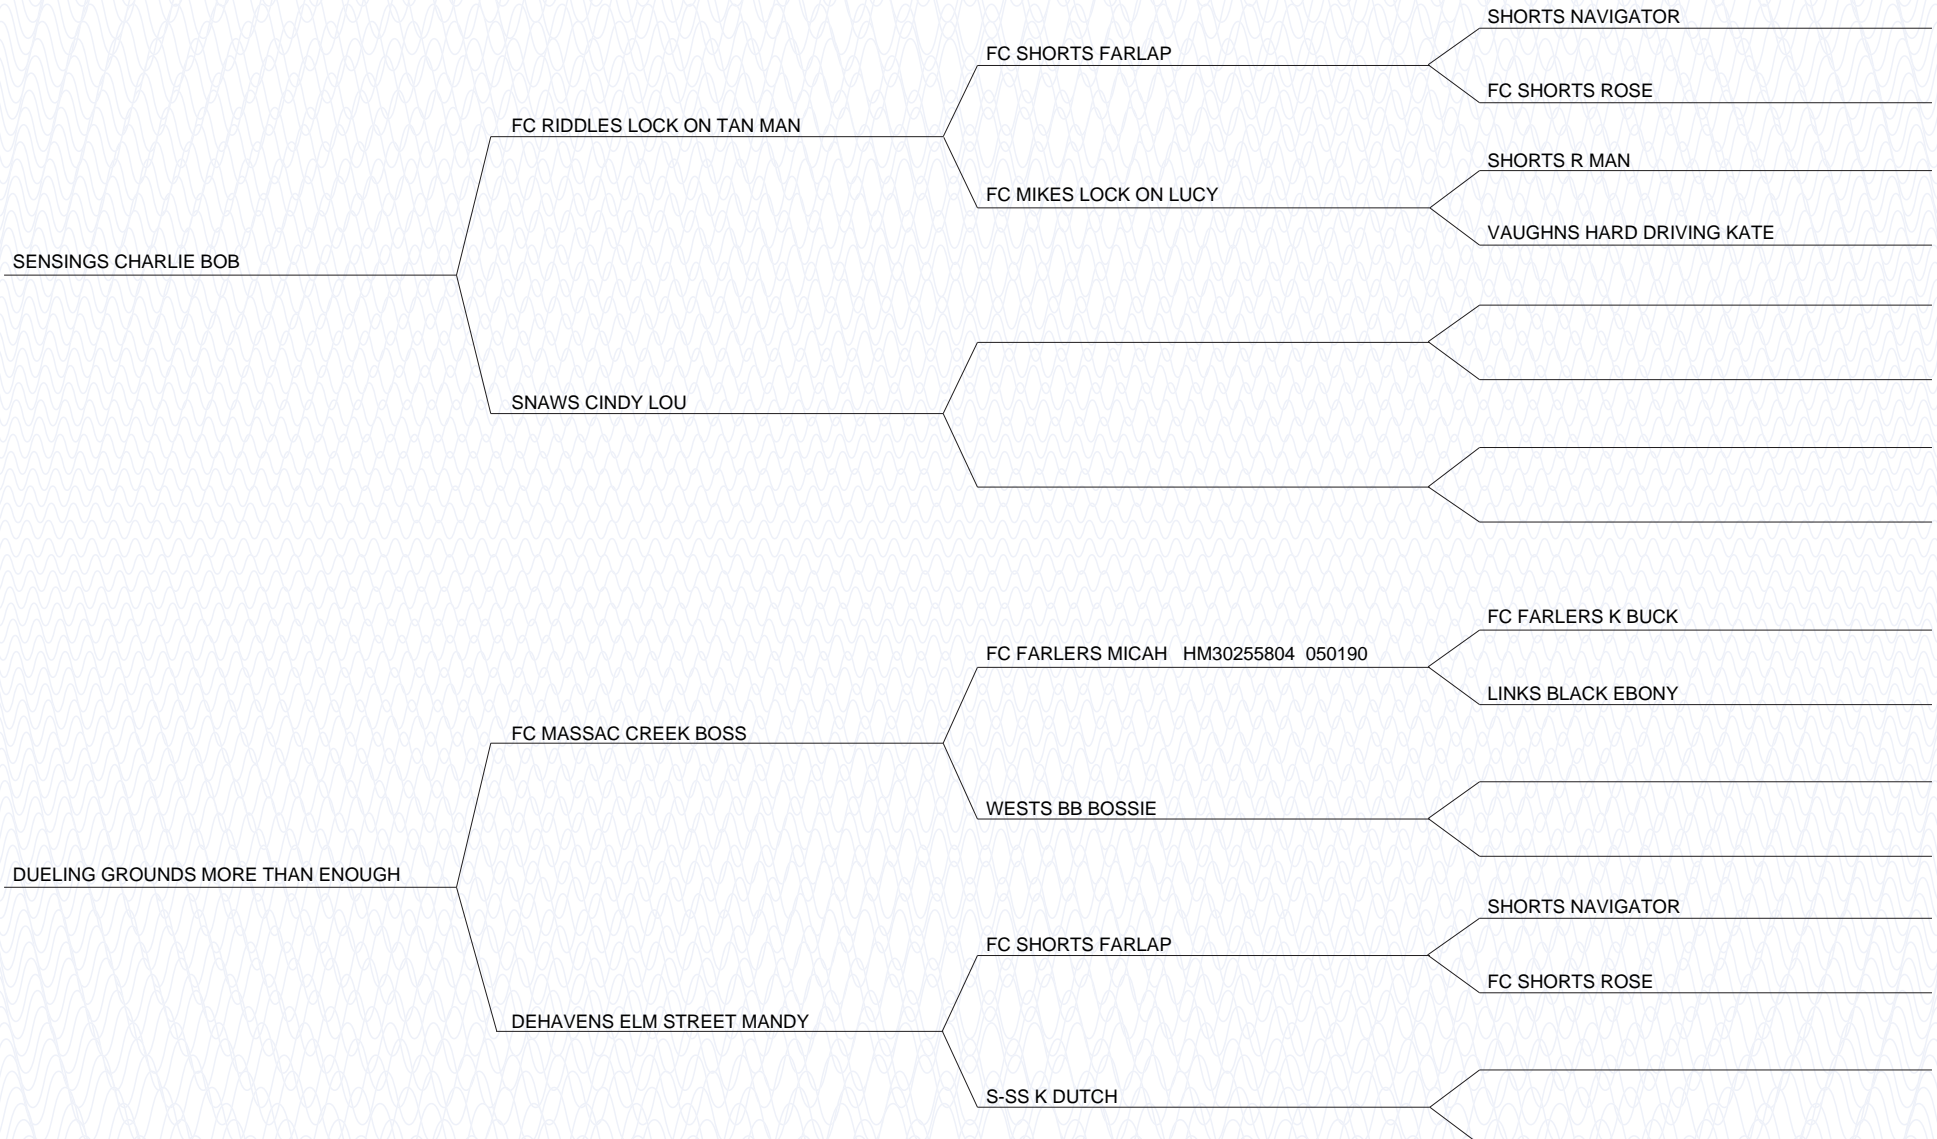 SHORTS NAVIGATOR
FC SHORTS FARLAP
FC SHORTS ROSE
FC RIDDLES LOCK ON TAN MAN
SHORTS R MAN
FC MIKES LOCK ON LUCY
VAUGHNS HARD DRIVING KATE
SENSINGS CHARLIE BOB
SNAWS CINDY LOU
FC FARLERS K BUCK
FC FARLERS MICAH HM30255804 050190
LINKS BLACK EBONY
FC MASSAC CREEK BOSS
WESTS BB BOSSIE
DUELING GROUNDS MORE THAN ENOUGH
SHORTS NAVIGATOR
FC SHORTS FARLAP
FC SHORTS ROSE
DEHAVENS ELM STREET MANDY
S-SS K DUTCH